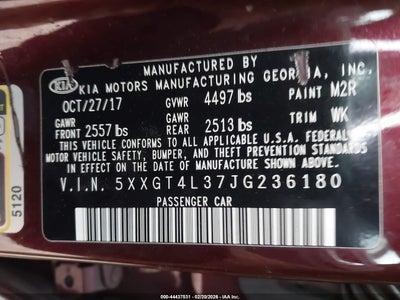 MANUFACTURED BY
KIA KIA MOTORS MANUFACTURING GEORGIA, INC.
OCT/27/17 GVWR 4497 lbs PAINT M2R
GAWR FRONT 2557 lbs GAWR REAR 2513 lbs TRIM WK
THIS VEHICLE CONFORMS TO ALL APPLICABLE U.S.A. FEDERAL
MOTOR VEHICLE SAFETY, BUMPER, AND THEFT PREVENTION STANDARDS
IN EFFECT ON THE DATE OF MANUFACTURE SHOWN ABOVE.
V.I.N. 5XXGT4L37JG236180
PASSENGER CAR
5120
000-44437531 - 02/20/2026 - IAA Inc.